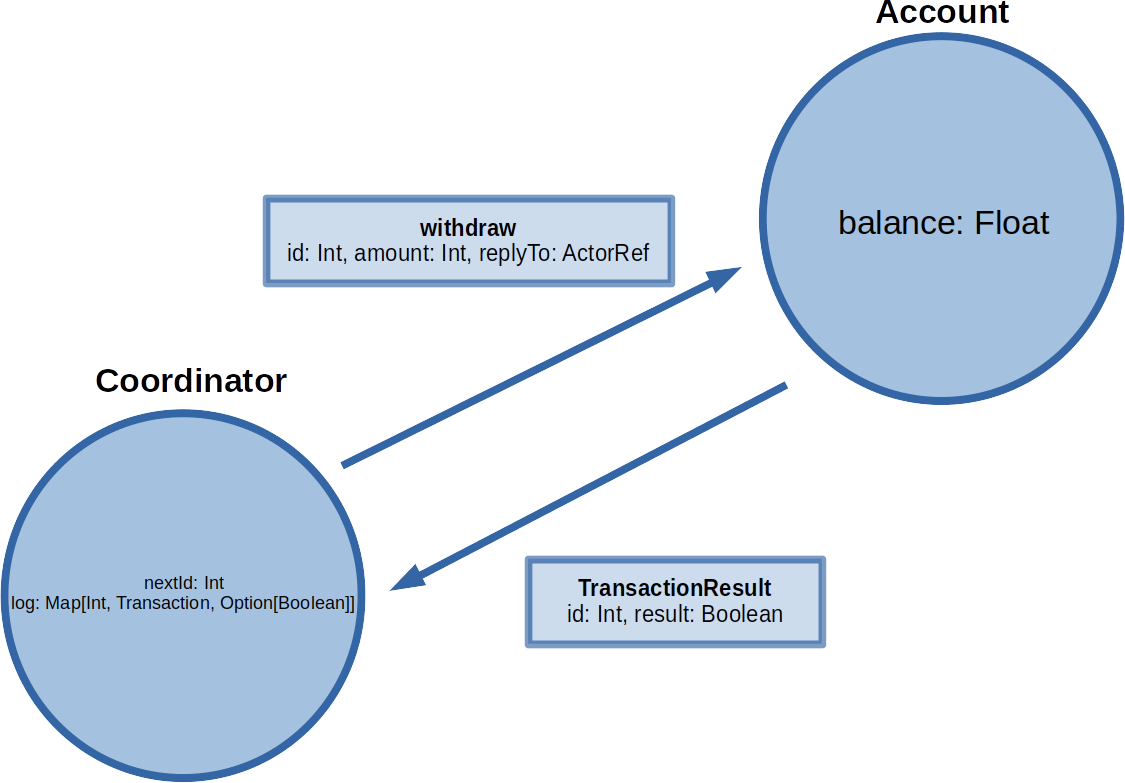 Account
balance: Float
withdraw
id: Int, amount: Int, replyTo: ActorRef
Coordinator
nextId: Int
log: Map[Int, Transaction, Option[Boolean]]
TransactionResult
id: Int, result: Boolean